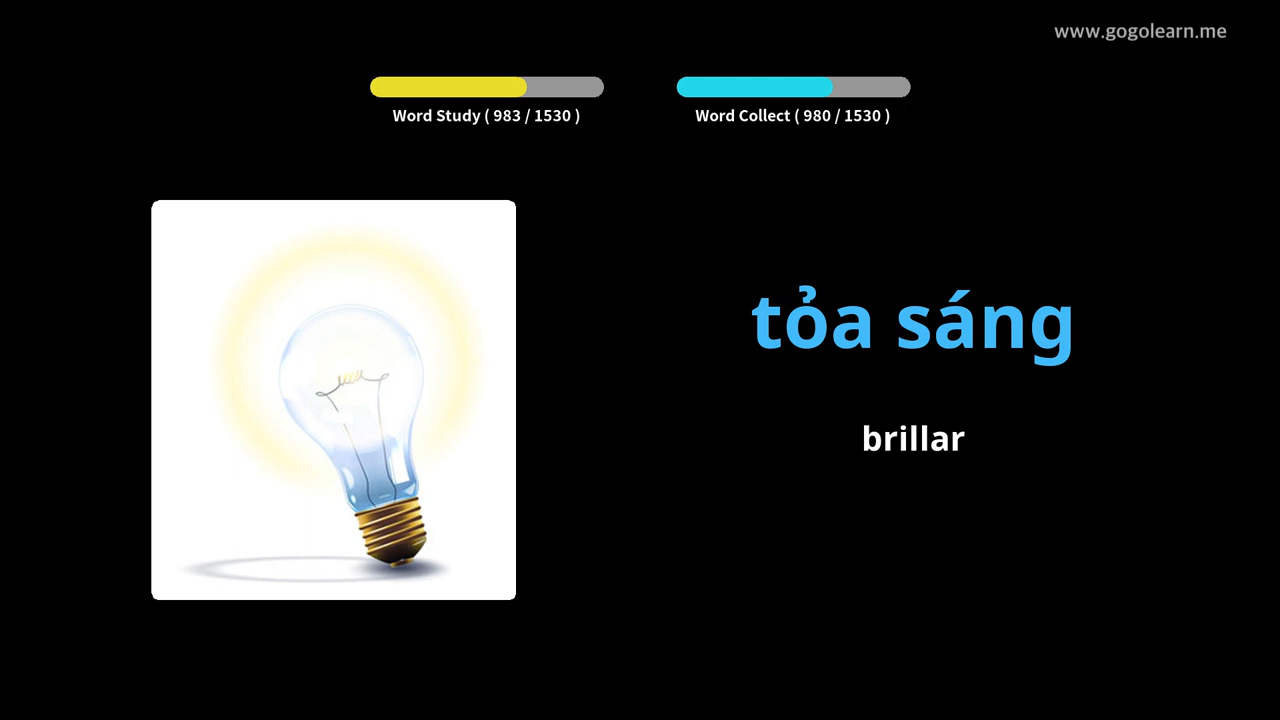 www.gogolearn.me
Word Study ( 983 / 1530 )
Word Collect ( 980 / 1530 )
tỏa sáng
brillar